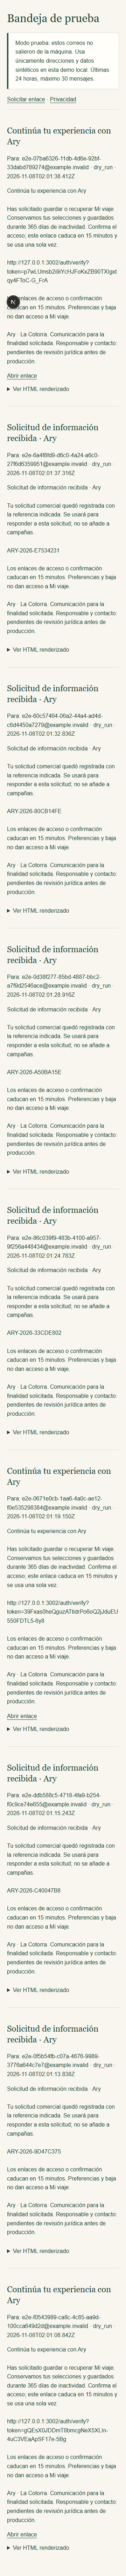 Bandeja de prueba
Modo prueba: estos correos no
salieron de la máquina. Usa
únicamente direcciones y datos
sintéticos en esta demo local. Últimas
24 horas, máximo 30 mensajes.
Solicitar enlace · Privacidad
Continúa tu experiencia con
Ary
Para: e2e-07ba6326-11db-4d6e-92bf-
33dab0789274@example.invalid · dry_run ·
2026-11-08T02:01:38.412Z
Continúa tu experiencia con Ary
Has solicitado guardar o recuperar Mi viaje.
Conservamos tus selecciones y guardados
durante 365 días de inactividad. Confirma el
acceso; este enlace caduca en 15 minutos y
se usa una sola vez.
http://127.0.0.1:3002/auth/verify?
Los enlaces de acceso o confirmación
caducan en 15 minutos. Preferencias y baja
no dan acceso a Mi viaje.
Ary · La Cotorra. Comunicación para la
finalidad solicitada. Responsable y contacto:
pendientes de revisión jurídica antes de
producción.
Abrir enlace
▶ Ver HTML renderizado
Solicitud de información
recibida · Ary
dry_run ·
2026-11-08T02:01:37.316Z
Solicitud de información recibida · Ary
Tu solicitud comercial quedó registrada con
la referencia indicada. Se usará para
responder a esta solicitud; no se añade a
campañas.
ARY-2026-E7534231
Los enlaces de acceso o confirmación
caducan en 15 minutos. Preferencias y baja
no dan acceso a Mi viaje.
Ary · La Cotorra. Comunicación para la
finalidad solicitada. Responsable y contacto:
pendientes de revisión jurídica antes de
producción.
▶ Ver HTML renderizado
Solicitud de información
recibida · Ary
Para: e2e-60c57464-06a2-44a4-ad4d-
c6fd4450a727@example.invalid · dry_run ·
2026-11-08T02:01:32.836Z
Solicitud de información recibida · Ary
Tu solicitud comercial quedó registrada con
la referencia indicada. Se usará para
responder a esta solicitud; no se añade a
campañas.
ARY-2026-80CB14FE
Los enlaces de acceso o confirmación
caducan en 15 minutos. Preferencias y baja
no dan acceso a Mi viaje.
Ary · La Cotorra. Comunicación para la
finalidad solicitada. Responsable y contacto:
pendientes de revisión jurídica antes de
producción.
▶ Ver HTML renderizado
Solicitud de información
recibida · Ary
Para: e2e-0d38f277-85bd-4887-bbc2-
a7f9d2546ace@example.invalid · dry_run ·
2026-11-08T02:01:28.916Z
Solicitud de información recibida · Ary
Tu solicitud comercial quedó registrada con
la referencia indicada. Se usará para
responder a esta solicitud; no se añade a
campañas.
ARY-2026-A50BA15E
Los enlaces de acceso o confirmación
caducan en 15 minutos. Preferencias y baja
no dan acceso a Mi viaje.
Ary · La Cotorra. Comunicación para la
finalidad solicitada. Responsable y contacto:
pendientes de revisión jurídica antes de
producción.
▶ Ver HTML renderizado
Solicitud de información
recibida · Ary
Para: e2e-86c039f9-483b-4100-a957-
9f256a448434@example.invalid · dry_run ·
2026-11-08T02:01:24.783Z
Solicitud de información recibida · Ary
Tu solicitud comercial quedó registrada con
la referencia indicada. Se usará para
responder a esta solicitud; no se añade a
campañas.
ARY-2026-33CDE802
Los enlaces de acceso o confirmación
caducan en 15 minutos. Preferencias y baja
no dan acceso a Mi viaje.
Ary · La Cotorra. Comunicación para la
finalidad solicitada. Responsable y contacto:
pendientes de revisión jurídica antes de
producción.
▶ Ver HTML renderizado
Continúa tu experiencia con
Ary
Para: e2e-0671e0cb-1aa6-4a0c-ae12-
f0e535298384@example.invalid · dry_run ·
2026-11-08T02:01:19.150Z
Continúa tu experiencia con Ary
Has solicitado guardar o recuperar Mi viaje.
Conservamos tus selecciones y guardados
durante 365 días de inactividad. Confirma el
acceso; este enlace caduca en 15 minutos y
se usa una sola vez.
http://127.0.0.1:3002/auth/verify?
Los enlaces de acceso o confirmación
caducan en 15 minutos. Preferencias y baja
no dan acceso a Mi viaje.
Ary · La Cotorra. Comunicación para la
finalidad solicitada. Responsable y contacto:
pendientes de revisión jurídica antes de
producción.
Abrir enlace
▶ Ver HTML renderizado
Solicitud de información
recibida · Ary
Para: e2e-ddb588c5-4718-4fa9-b254-
f0c9ce74e655@example.invalid · dry_run ·
2026-11-08T02:01:15.243Z
Solicitud de información recibida · Ary
Tu solicitud comercial quedó registrada con
la referencia indicada. Se usará para
responder a esta solicitud; no se añade a
campañas.
ARY-2026-C40047B8
Los enlaces de acceso o confirmación
caducan en 15 minutos. Preferencias y baja
no dan acceso a Mi viaje.
Ary · La Cotorra. Comunicación para la
finalidad solicitada. Responsable y contacto:
pendientes de revisión jurídica antes de
producción.
▶ Ver HTML renderizado
Solicitud de información
recibida · Ary
Para: e2e-0f5b54fb-c07a-4676-9989-
3776a644c7e7@example.invalid · dry_run ·
2026-11-08T02:01:13.838Z
Solicitud de información recibida · Ary
Tu solicitud comercial quedó registrada con
la referencia indicada. Se usará para
responder a esta solicitud; no se añade a
campañas.
ARY-2026-9D47C375
Los enlaces de acceso o confirmación
caducan en 15 minutos. Preferencias y baja
no dan acceso a Mi viaje.
Ary · La Cotorra. Comunicación para la
finalidad solicitada. Responsable y contacto:
pendientes de revisión jurídica antes de
producción.
▶ Ver HTML renderizado
Continúa tu experiencia con
Ary
Para: e2e-f0543989-ca8c-4c85-aa9d-
100cca649d2d@example.invalid · dry_run ·
2026-11-08T02:01:08.842Z
Continúa tu experiencia con Ary
Has solicitado guardar o recuperar Mi viaje.
Conservamos tus selecciones y guardados
durante 365 días de inactividad. Confirma el
acceso; este enlace caduca en 15 minutos y
se usa una sola vez.
http://127.0.0.1:3002/auth/verify?
Los enlaces de acceso o confirmación
caducan en 15 minutos. Preferencias y baja
no dan acceso a Mi viaje.
Ary · La Cotorra. Comunicación para la
finalidad solicitada. Responsable y contacto:
pendientes de revisión jurídica antes de
producción.
Abrir enlace
▶ Ver HTML renderizado